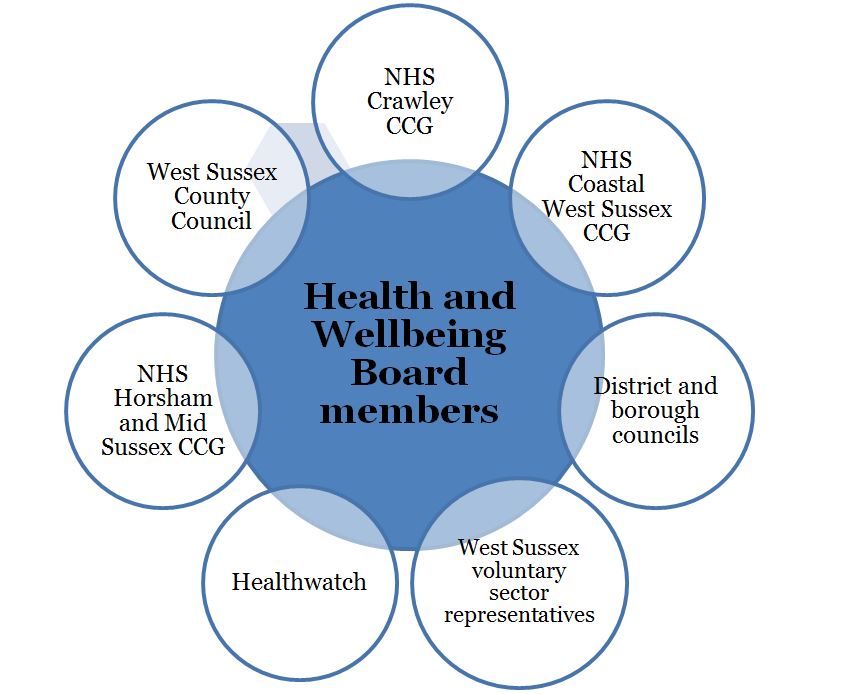 NHS
Crawley
CCG
NHS
Coastal
West Sussex
CCG
District and
borough
councils
West Sussex
voluntary
sector
representatives
Healthwatch
NHS
Horsham
and Mid
Sussex CCG
West Sussex
County
Council
Health and
Wellbeing
Board
members